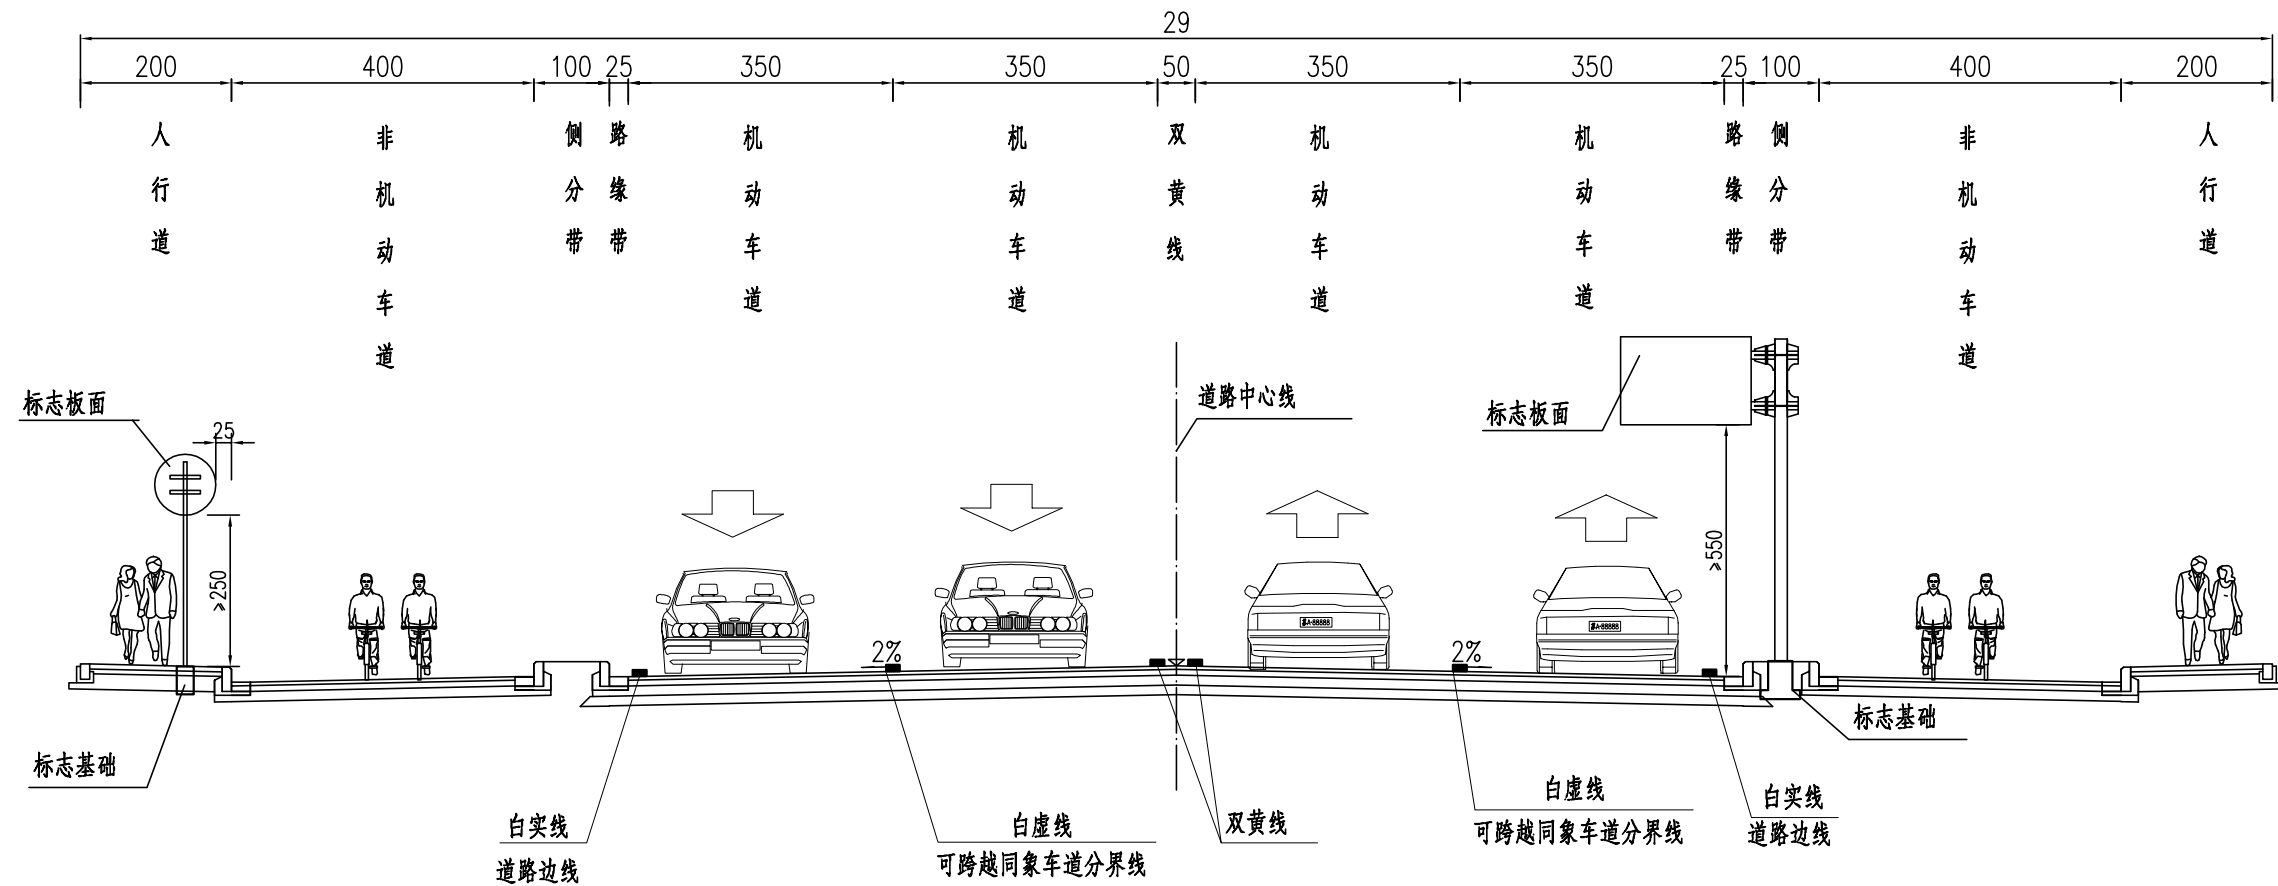 29
200 400 100 25 350 350 50 350 350 25 100 400 200
人行道
非机动车道
侧分带
路缘带
机动车道
机动车道
双黄线
机动车道
机动车道
路缘带
侧分带
非机动车道
人行道
标志板面
25
≥250
道路中心线
标志板面
≥550
2%
2%
A-88888
A-88888
标志基础
标志基础
白实线
道路边线
白虚线
可跨越同象车道分界线
双黄线
白虚线
可跨越同象车道分界线
白实线
道路边线